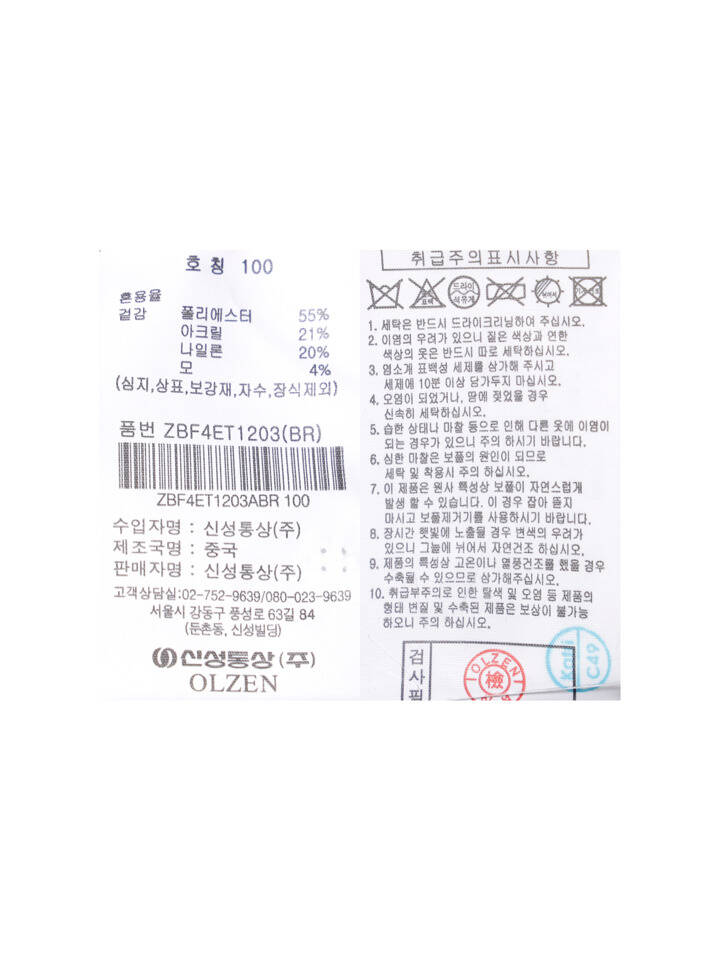 호 칭 100
혼용율
겉감 폴리에스터 55%
아크릴 21%
나일론 20%
모 4%
(심지,상표,보강재,자수,장식제외)
품번 ZBF4ET1203(BR)
ZBF4ET1203ABR 100
수입자명 : 신성통상(주)
제조국명 : 중국
판매자명 : 신성통상(주)
고객상담실:02-752-9639/080-023-9639
서울시 강동구 풍성로 63길 84
(둔촌동, 신성빌딩)
신성통상(주)
OLZEN
취급주의표시사항
표백
드라이
석유계
뉘어서
1. 세탁은 반드시 드라이크리닝하여 주십시오.
2. 이염의 우려가 있으니 짙은 색상과 연한
색상의 옷은 반드시 따로 세탁하십시오.
3. 염소계 표백성 세제를 삼가해 주시고
세제에 10분 이상 담가두지 마십시오.
4. 오염이 되었거나, 땀에 젖었을 경우
신속히 세탁하십시오.
5. 습한 상태나 마찰 등으로 인해 다른 옷에 이염이
되는 경우가 있으니 주의 하시기 바랍니다.
6. 심한 마찰은 보풀의 원인이 되므로
세탁 및 착용시 주의 하십시오.
7. 이 제품은 원사 특성상 보풀이 자연스럽게
발생 할 수 있습니다. 이 경우 잡아 뜯지
마시고 보풀제거기를 사용하시기 바랍니다.
8. 장시간 햇빛에 노출될 경우 변색의 우려가
있으니 그늘에 뉘어서 자연건조 하십시오.
9. 제품의 특성상 고온이나 열풍건조를 했을 경우
수축될 수 있으므로 삼가해주십시오.
10. 취급부주의로 인한 탈색 및 오염 등 제품의
형태 변질 및 수축된 제품은 보상이 불가능
하오니 주의 하십시오.
검사필
OLZEN
檢
Kati
C49